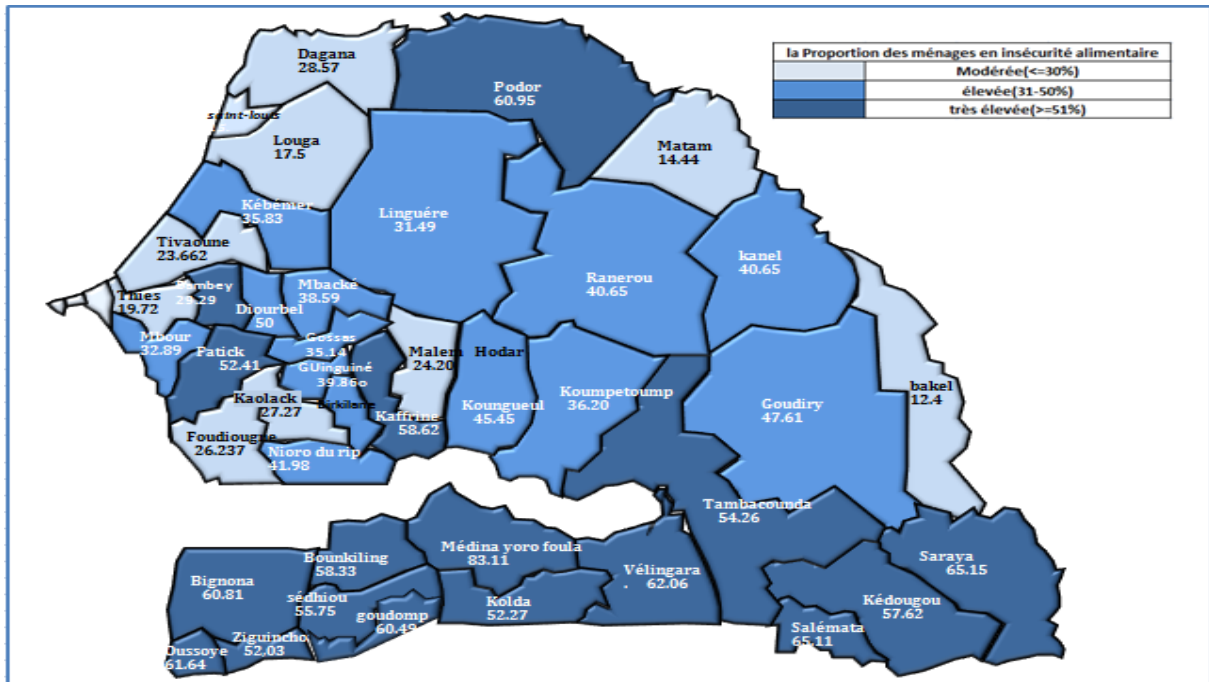 la Proportion des ménages en insécurité alimentaire
Modérée(<=30%)
élevée(31-50%)
très élevée(>=51%)
Dagana
28.57
Podor
60.95
saint-louis
Louga
17.5
Matam
14.44
Kébémer
35.83
Linguére
31.49
Tivaoune
23.662
Ranerou
40.65
kanel
40.65
Thies
19.72
Bambey
29.29
Diourbel
50
Mbacké
38.59
Mbour
32.89
Patick
52.41
Gossas
35.14
GUinguiné
39.86o
Malem Hodar
24.20
Kaolack
27.27
Birkilane
Kaffrine
58.62
Koungueul
45.45
Koumpetoump
36.20
Goudiry
47.61
bakel
12.4
Foudiougne
26.237
Nioro du rip
41.98
Tambacounda
54.26
Bounkiling
58.33
Médina yoro foula
83.11
Vélingara
62.06
Saraya
65.15
Bignona
60.81
sédhiou
55.75
goudomp
60.49
Kolda
52.27
Kédougou
57.62
Salémata
65.11
Oussoye
61.64
Ziguincho
52.03